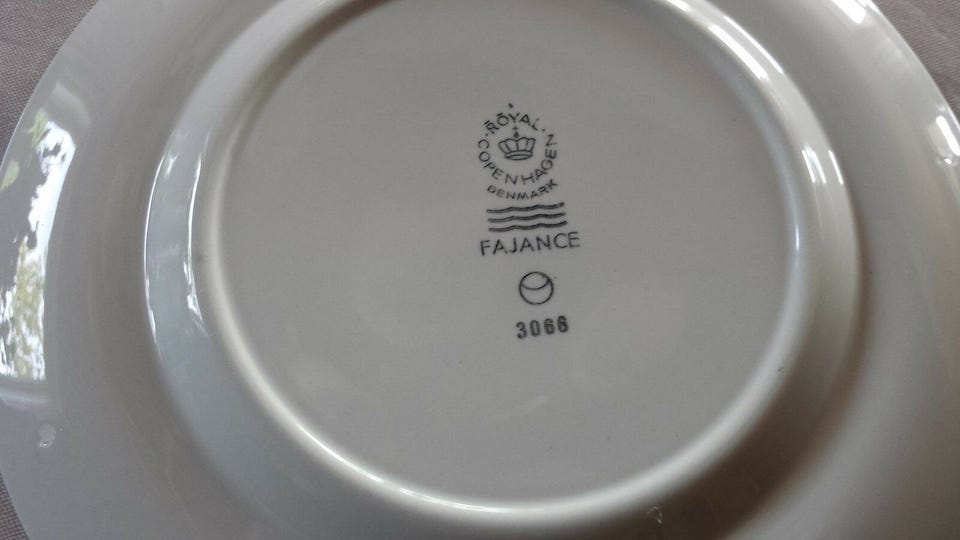 ROYAL
COPENHAGEN
DENMARK
FAJANCE
3066